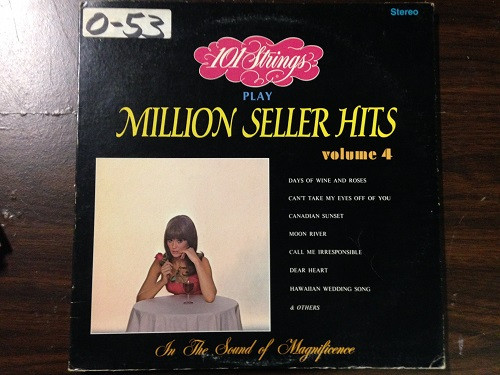 O-53
Stereo
101 Strings
PLAY
MILLION SELLER HITS
volume 4
DAYS OF WINE AND ROSES
CAN'T TAKE MY EYES OFF OF YOU
CANADIAN SUNSET
MOON RIVER
CALL ME IRRESPONSIBLE
DEAR HEART
HAWAIIAN WEDDING SONG
& OTHERS
In The Sound of Magnificence